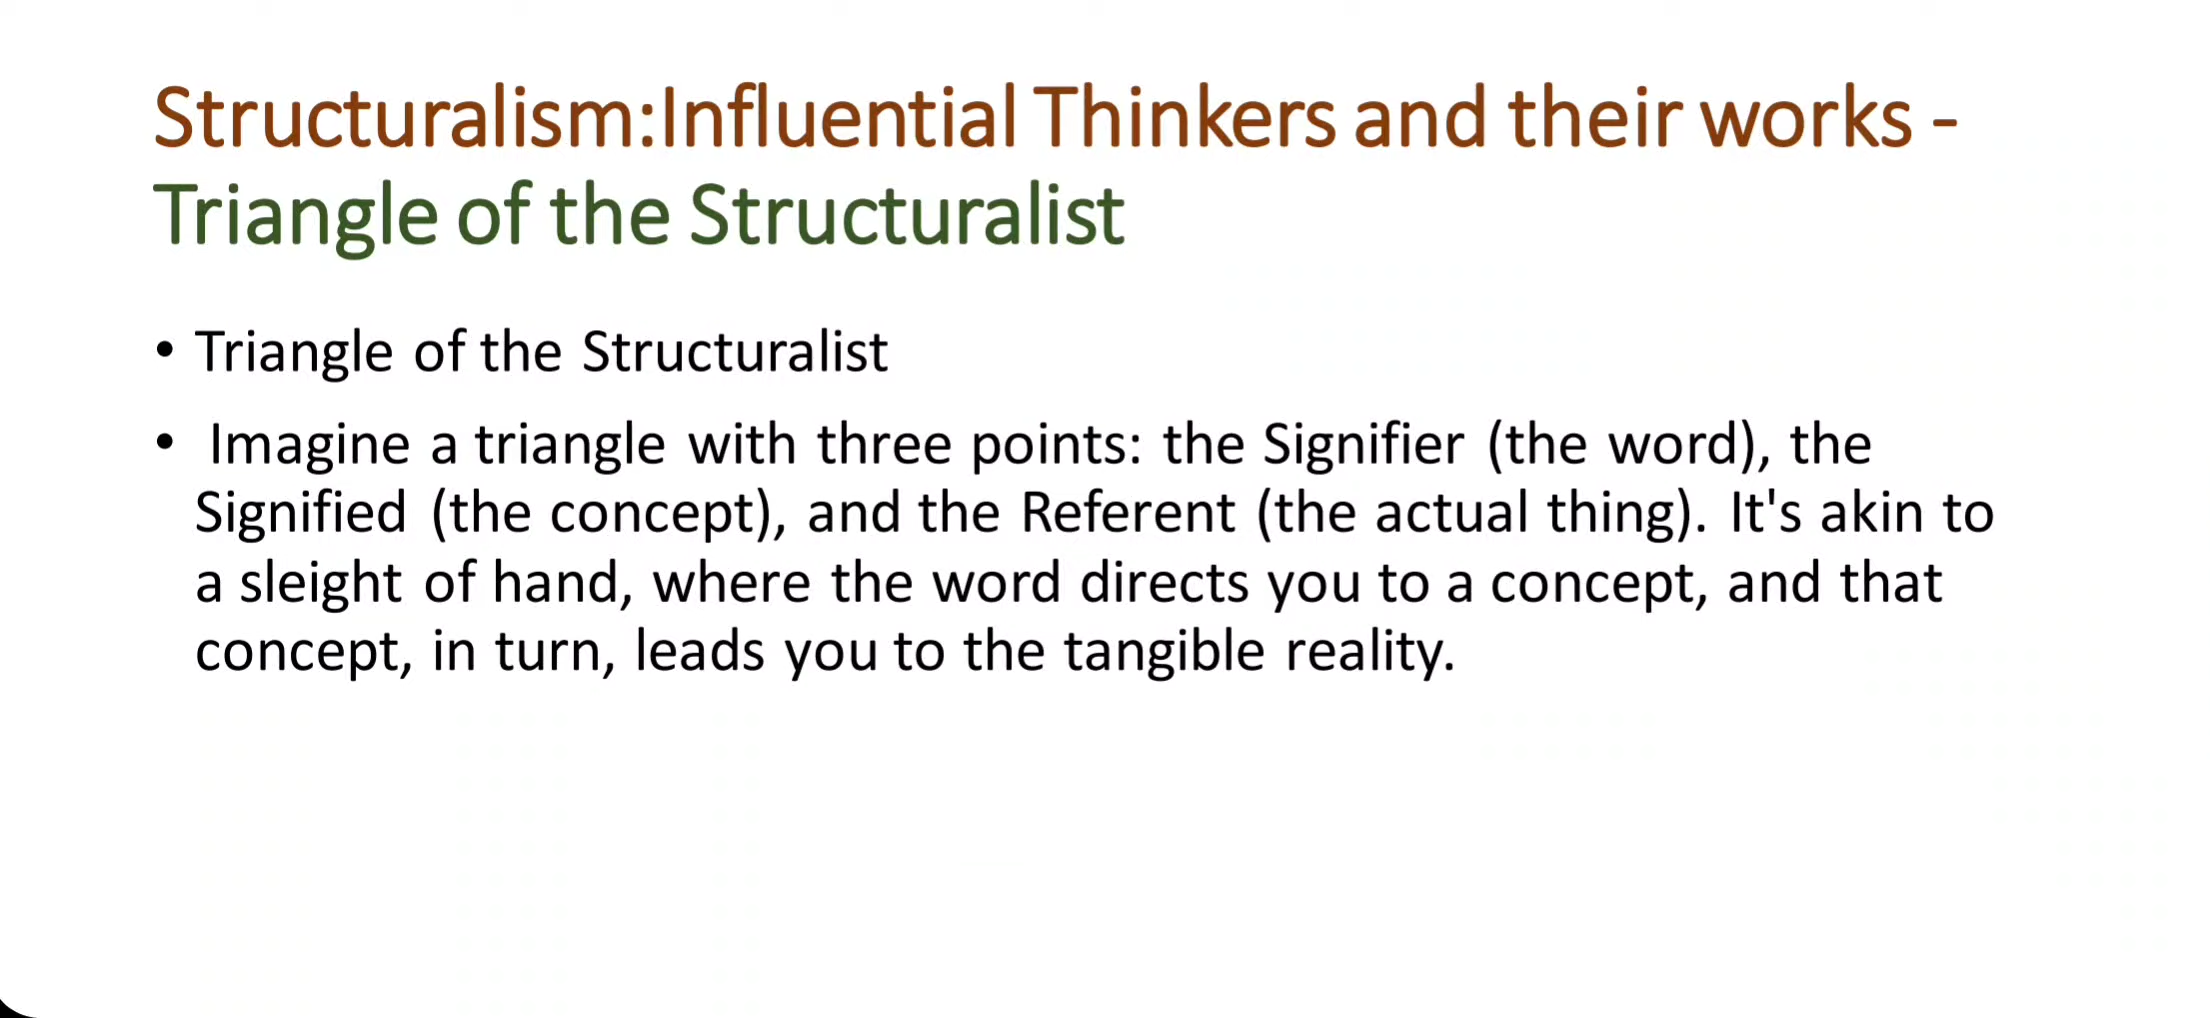 Structuralism:Influential Thinkers and their works -
Triangle of the Structuralist
• Triangle of the Structuralist
• Imagine a triangle with three points: the Signifier (the word), the
Signified (the concept), and the Referent (the actual thing). It's akin to
a sleight of hand, where the word directs you to a concept, and that
concept, in turn, leads you to the tangible reality.